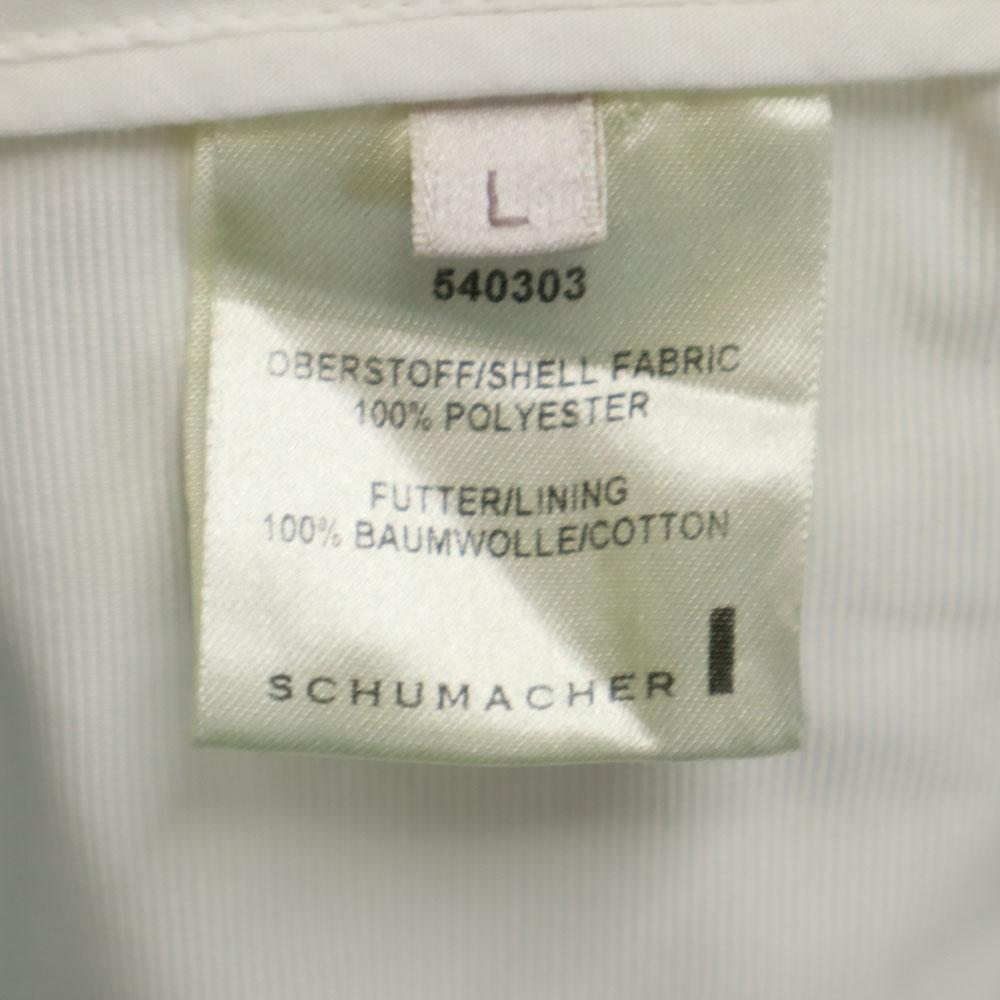 L
540303
OBERSTOFF/SHELL FABRIC
100% POLYESTER
FUTTER/LINING
100% BAUMWOLLE/COTTON
SCHUMACHER